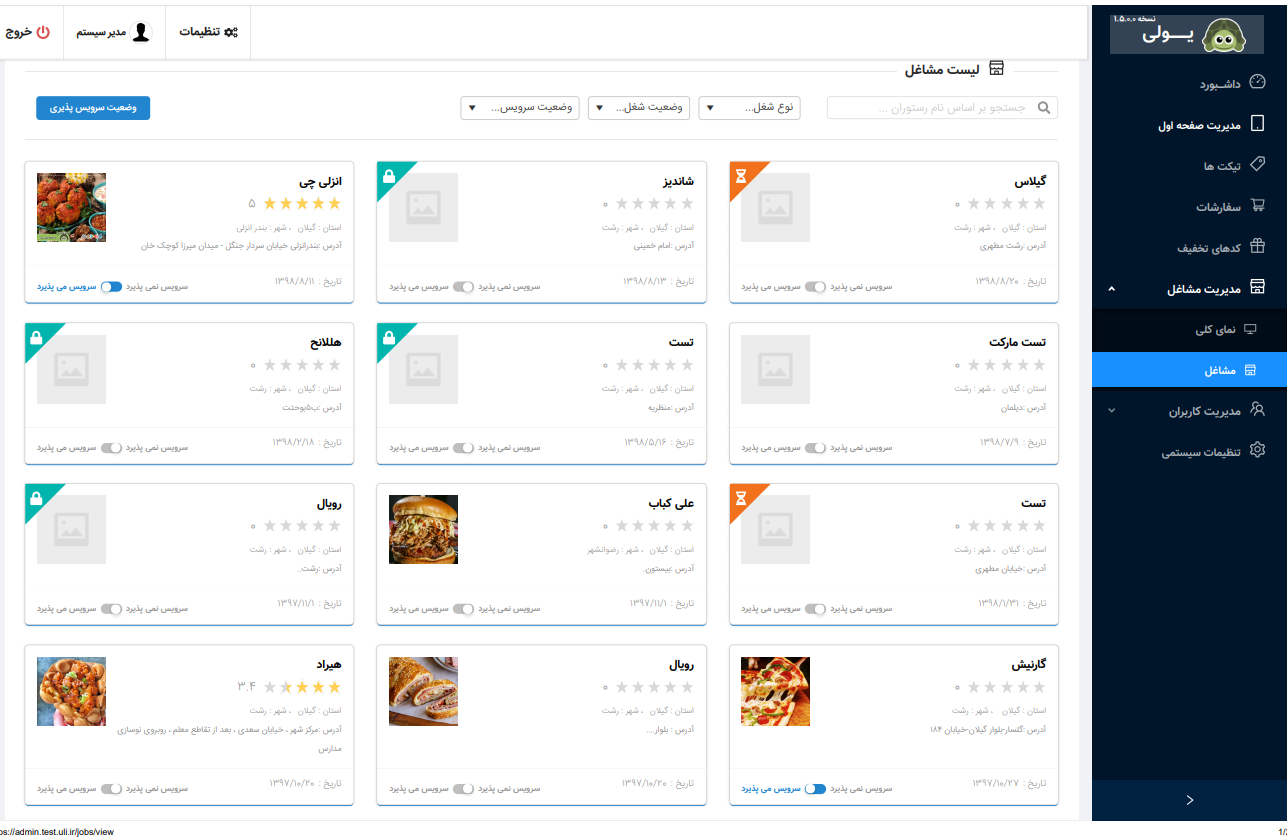 نسخه ۱.۵.۰.۰
یـــولی
داشـبورد
مدیریت صفحه اول
تیکت ها
سفارشات
کدهای تخفیف
مدیریت مشاغل
نمای کلی
مشاغل
مدیریت کاربران
تنظیمات سیستمی
تنظیمات
مدیر سیستم
خروج
لیست مشاغل
جستجو بر اساس نام رستوران ...
نوع شغل...
وضعیت شغل...
وضعیت سرویس...
وضعیت سرویس پذیری
گیلاس
۰
استان : گیلان ، شهر : رشت
آدرس :رشت مطهری
تاریخ : ۱۳۹۸/۸/۲۰
سرویس نمی پذیرد سرویس می پذیرد
شاندیز
۰
استان : گیلان ، شهر : رشت
آدرس :امام خمینی
تاریخ : ۱۳۹۸/۸/۱۳
سرویس نمی پذیرد سرویس می پذیرد
انزلی چی
۵
استان : گیلان ، شهر : بندر انزلی
آدرس :بندرانزلی خیابان سردار جنگل - میدان میرزا کوچک خان
تاریخ : ۱۳۹۸/۸/۱۱
سرویس نمی پذیرد سرویس می پذیرد
تست مارکت
۰
استان : گیلان ، شهر : رشت
آدرس :دیلمان
تاریخ : ۱۳۹۸/۷/۹
سرویس نمی پذیرد سرویس می پذیرد
تست
۰
استان : گیلان ، شهر : رشت
آدرس :منظریه
تاریخ : ۱۳۹۸/۵/۱۶
سرویس نمی پذیرد سرویس می پذیرد
هللانح
۰
استان : گیلان ، شهر : رشت
آدرس :ب۵بوحتت
تاریخ : ۱۳۹۸/۲/۱۸
سرویس نمی پذیرد سرویس می پذیرد
تست
۰
استان : گیلان ، شهر : رشت
آدرس :خیابان مطهری
تاریخ : ۱۳۹۸/۱/۳۱
سرویس نمی پذیرد سرویس می پذیرد
علی کباب
۰
استان : گیلان ، شهر : رضوانشهر
آدرس :بیستون.
تاریخ : ۱۳۹۷/۱۱/۱
سرویس نمی پذیرد سرویس می پذیرد
رویال
۰
استان : گیلان ، شهر : رشت
آدرس :رشت..
تاریخ : ۱۳۹۷/۱۱/۱
سرویس نمی پذیرد سرویس می پذیرد
گارنیش
۰
استان : گیلان ، شهر : رشت
آدرس :گلسار-بلوار گیلان-خیابان ۱۸۴
تاریخ : ۱۳۹۷/۱۰/۲۷
سرویس نمی پذیرد سرویس می پذیرد
رویال
۰
استان : گیلان ، شهر : رشت
آدرس : بلوار....
تاریخ : ۱۳۹۷/۱۰/۲۰
سرویس نمی پذیرد سرویس می پذیرد
هیراد
۳.۴
استان : گیلان ، شهر : رشت
آدرس :مرکز شهر ، خیابان سعدی ، بعد از تقاطع معلم ، روبروی نوسازی
مدارس
تاریخ : ۱۳۹۷/۱۰/۲۰
سرویس نمی پذیرد سرویس می پذیرد
ps://admin.test.uli.ir/jobs/view